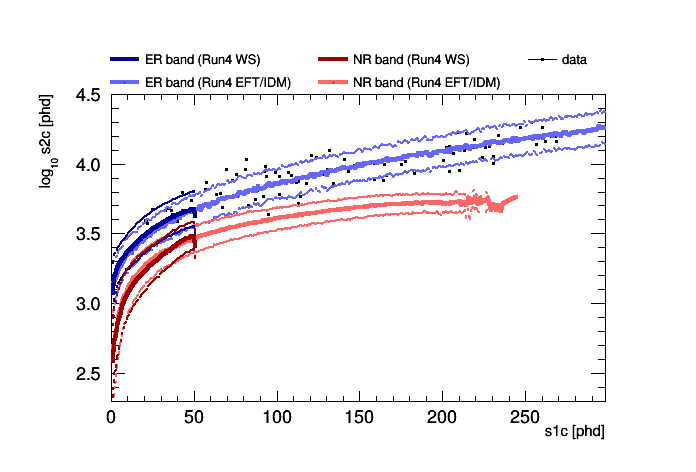 ER band (Run4 WS) NR band (Run4 WS) data
ER band (Run4 EFT/IDM) NR band (Run4 EFT/IDM)
log10 s2c [phd]
4.5
4.0
3.5
3.0
2.5
0 50 100 150 200 250
s1c [phd]